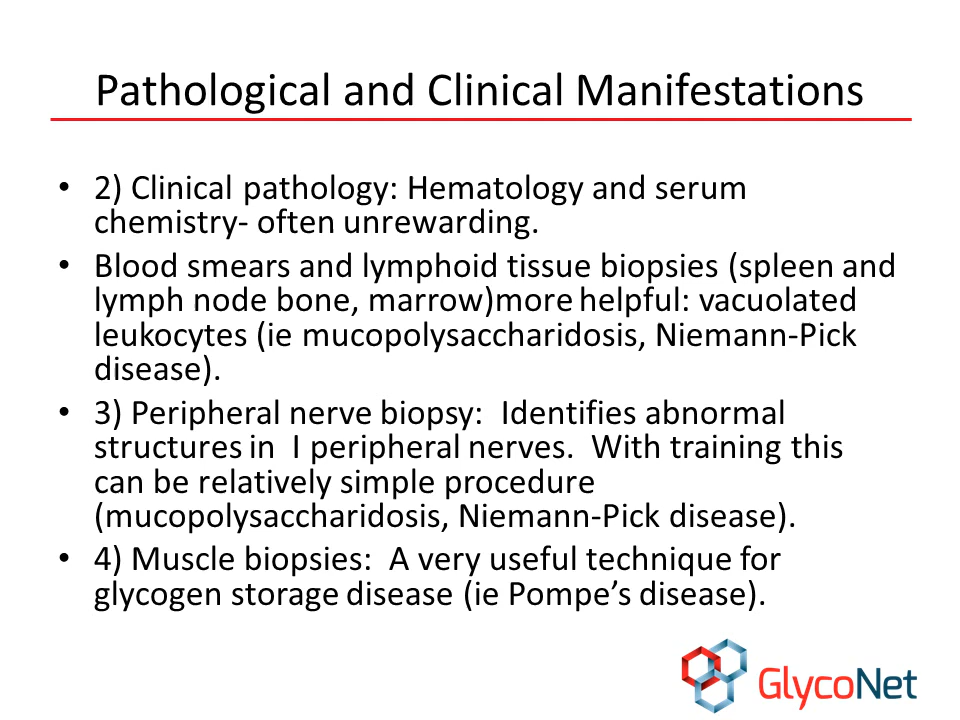 Pathological and Clinical Manifestations
• 2) Clinical pathology: Hematology and serum
chemistry- often unrewarding.
• Blood smears and lymphoid tissue biopsies (spleen and
lymph node bone, marrow)more helpful: vacuolated
leukocytes (ie mucopolysaccharidosis, Niemann-Pick
disease).
• 3) Peripheral nerve biopsy:  Identifies abnormal
structures in  I peripheral nerves.  With training this
can be relatively simple procedure
(mucopolysaccharidosis, Niemann-Pick disease).
• 4) Muscle biopsies:  A very useful technique for
glycogen storage disease (ie Pompe’s disease).
GlycoNet